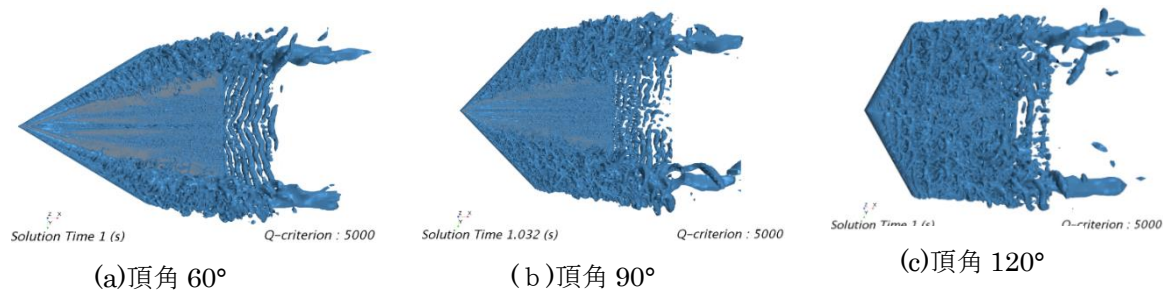 Solution Time 1 (s)
Q-criterion : 5000
Solution Time 1.032 (s)
Q-criterion : 5000
Solution Time 1 (s)
Q-criterion : 5000
(a)頂角 60°
(ｂ)頂角 90°
(c)頂角 120°